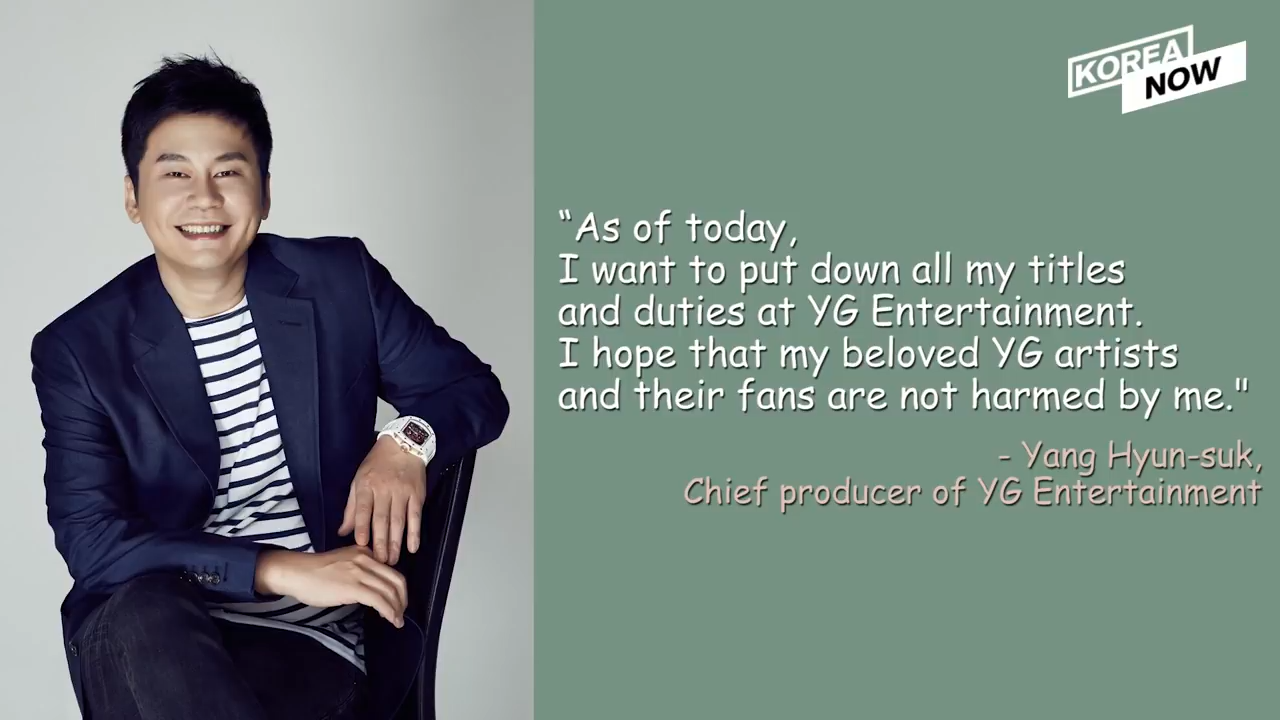 KOREA
NOW
“As of today,
I want to put down all my titles
and duties at YG Entertainment.
I hope that my beloved YG artists
and their fans are not harmed by me."
- Yang Hyun-suk,
Chief producer of YG Entertainment